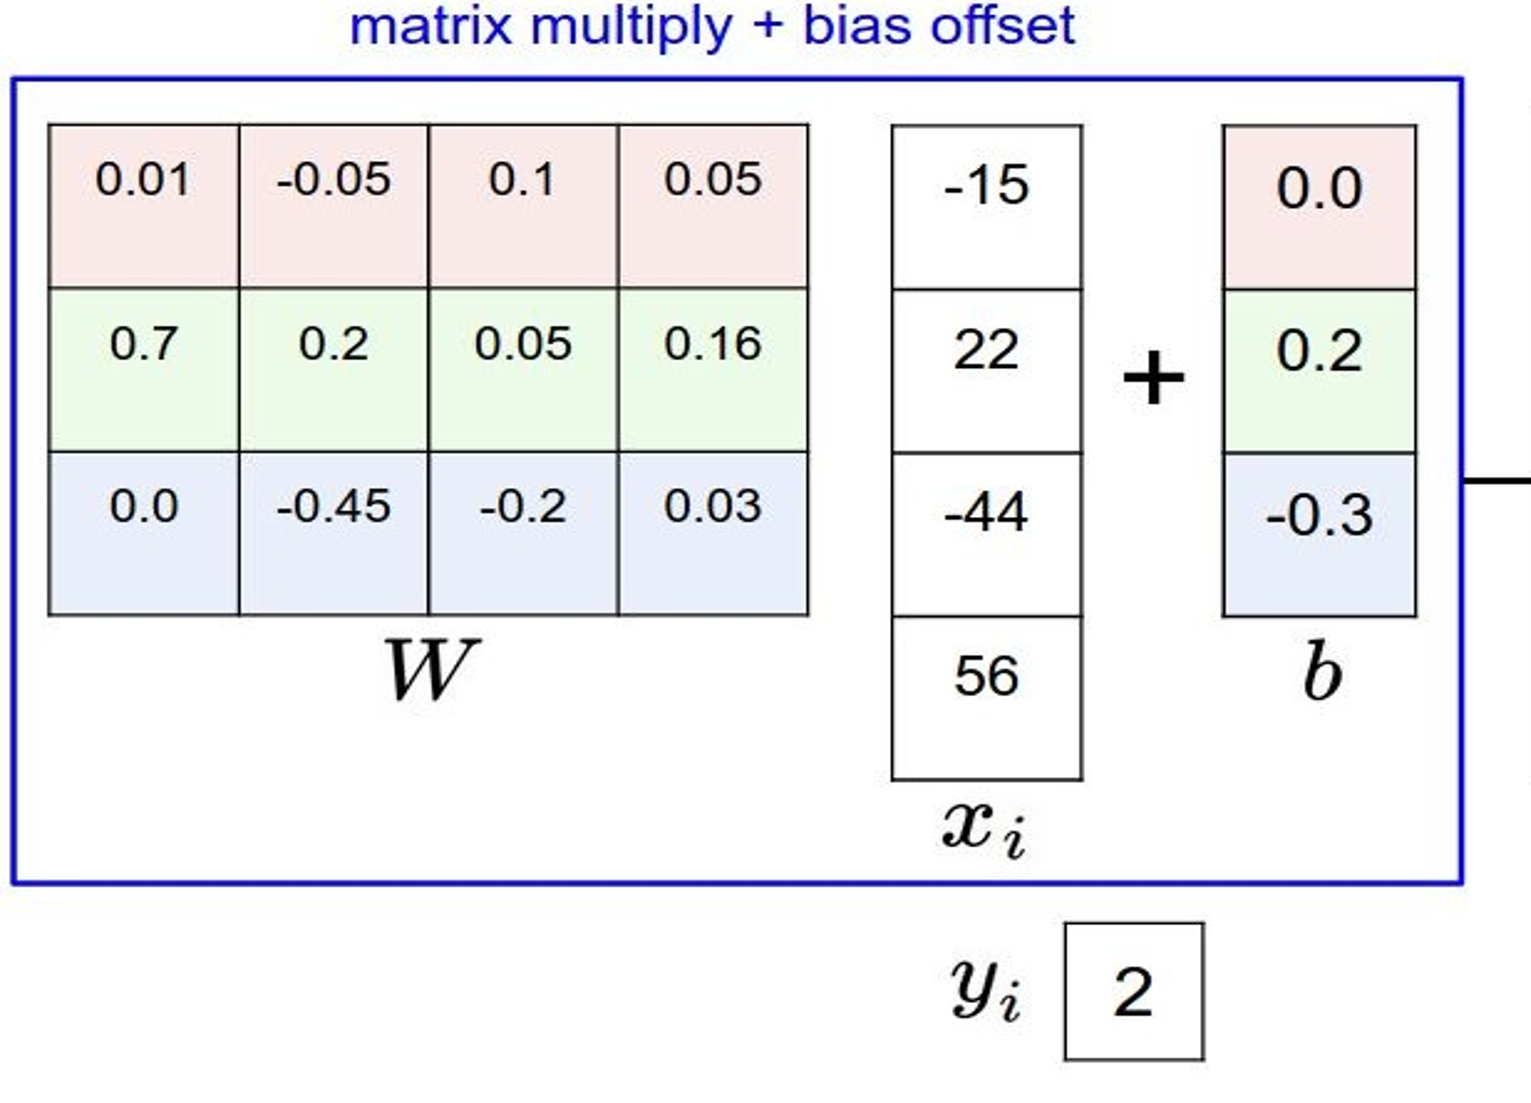 matrix multiply + bias offset
0.01 -0.05 0.1 0.05 -15 0.0
0.7 0.2 0.05 0.16 22 + 0.2
0.0 -0.45 -0.2 0.03 -44 -0.3
W 56 b
x_i
y_i 2